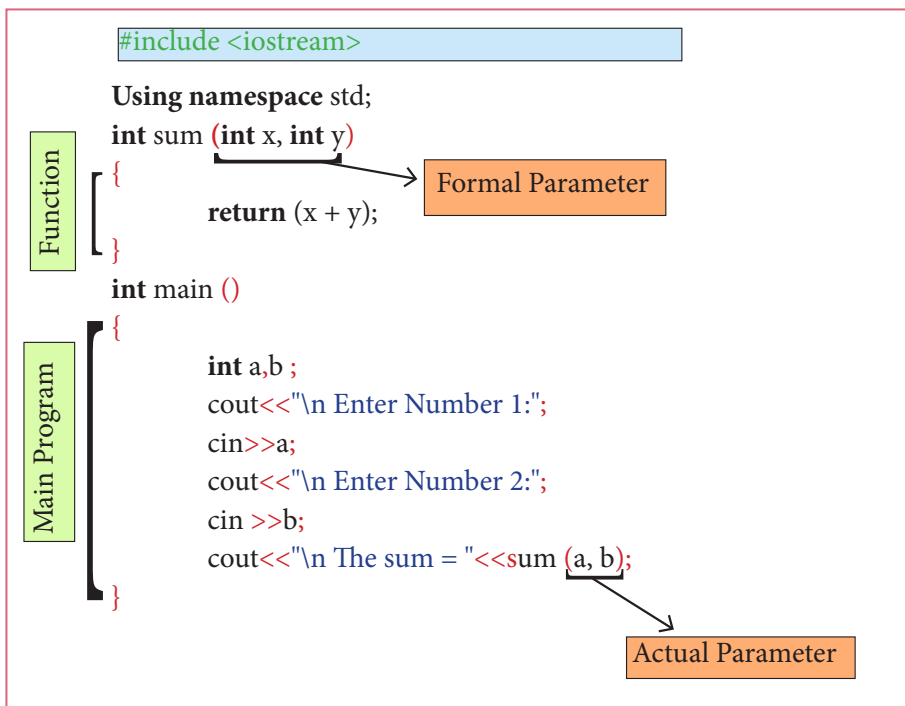 #include <iostream>
Using namespace std;
int sum (int x, int y)
{
Formal Parameter
return (x + y);
}
Function
int main ()
{
int a,b ;
cout<<"\n Enter Number 1:";
cin>>a;
cout<<"\n Enter Number 2:";
cin >>b;
cout<<"\n The sum = "<<sum (a, b);
}
Main Program
Actual Parameter